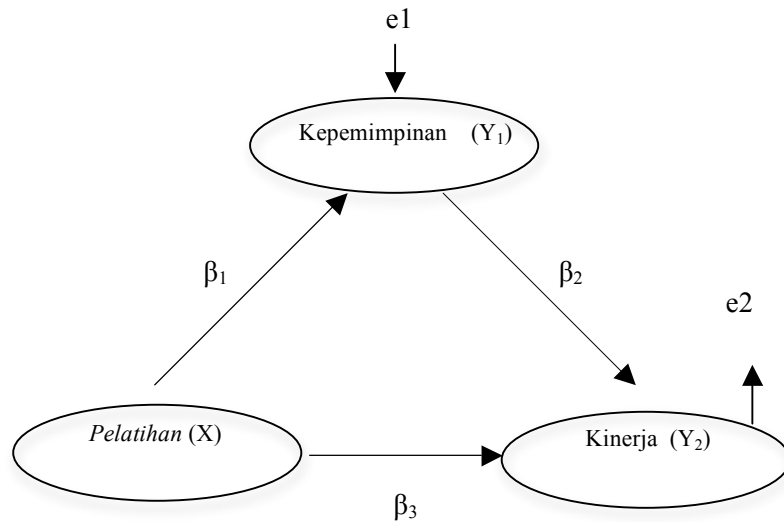 e1
Kepemimpinan (Y₁)
β₁
β₂
e2
Pelatihan (X)
Kinerja (Y₂)
β₃